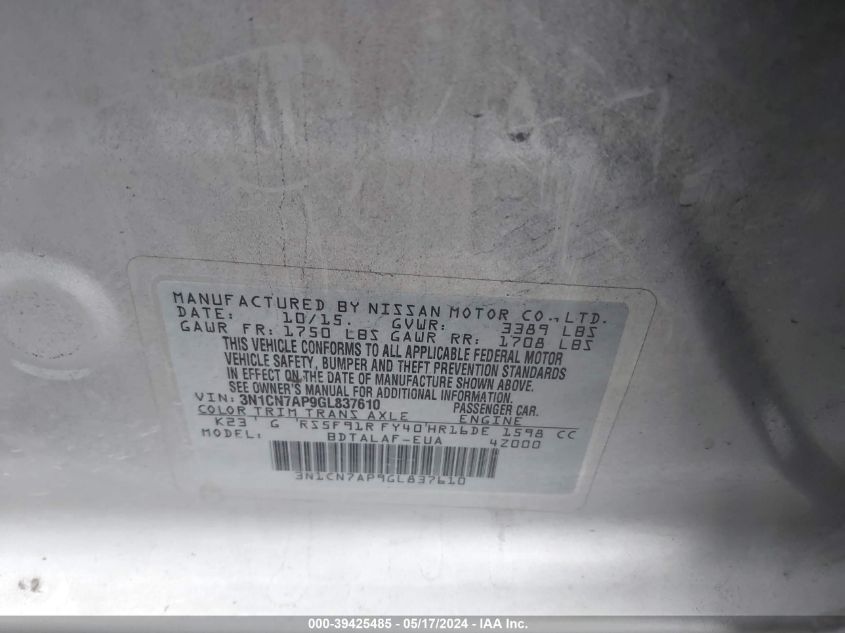 MANUFACTURED BY NISSAN MOTOR CO.,LTD.
DATE: 10/15. GVWR: 3389 LBS
GAWR FR: 1750 LBS GAWR RR: 1708 LBS
THIS VEHICLE CONFORMS TO ALL APPLICABLE FEDERAL MOTOR
VEHICLE SAFETY, BUMPER AND THEFT PREVENTION STANDARDS
IN EFFECT ON THE DATE OF MANUFACTURE SHOWN ABOVE.
SEE OWNER'S MANUAL FOR ADDITIONAL INFORMATION.
VIN: 3N1CN7AP9GL837610 PASSENGER CAR.
COLOR TRIM TRANS AXLE ENGINE
K23 G RS5F91R FY40 HR16DE 1598 CC
MODEL: BDTALAF-EUA 4Z000
3N1CN7AP9GL837610
000-39425485 - 05/17/2024 - IAA Inc.